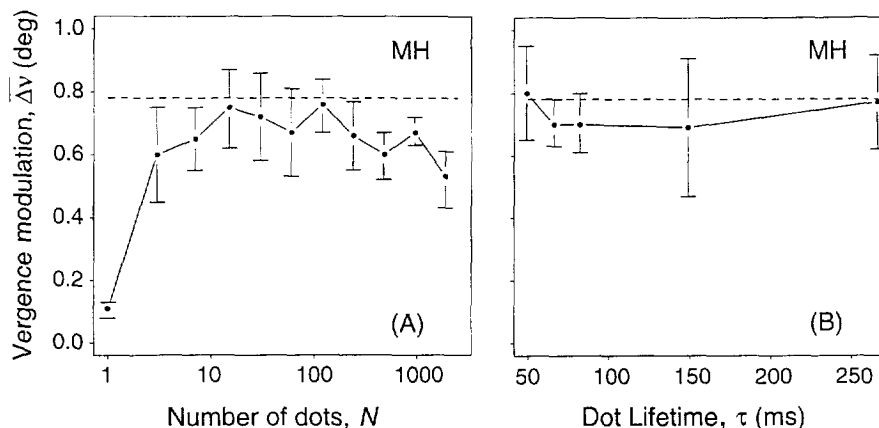 Vergence modulation, Δν (deg)
1.0
0.8
0.6
0.4
0.2
0.0
MH
(A)
1
10
100
1000
Number of dots, N
MH
(B)
50
100
150
200
250
Dot Lifetime, τ (ms)